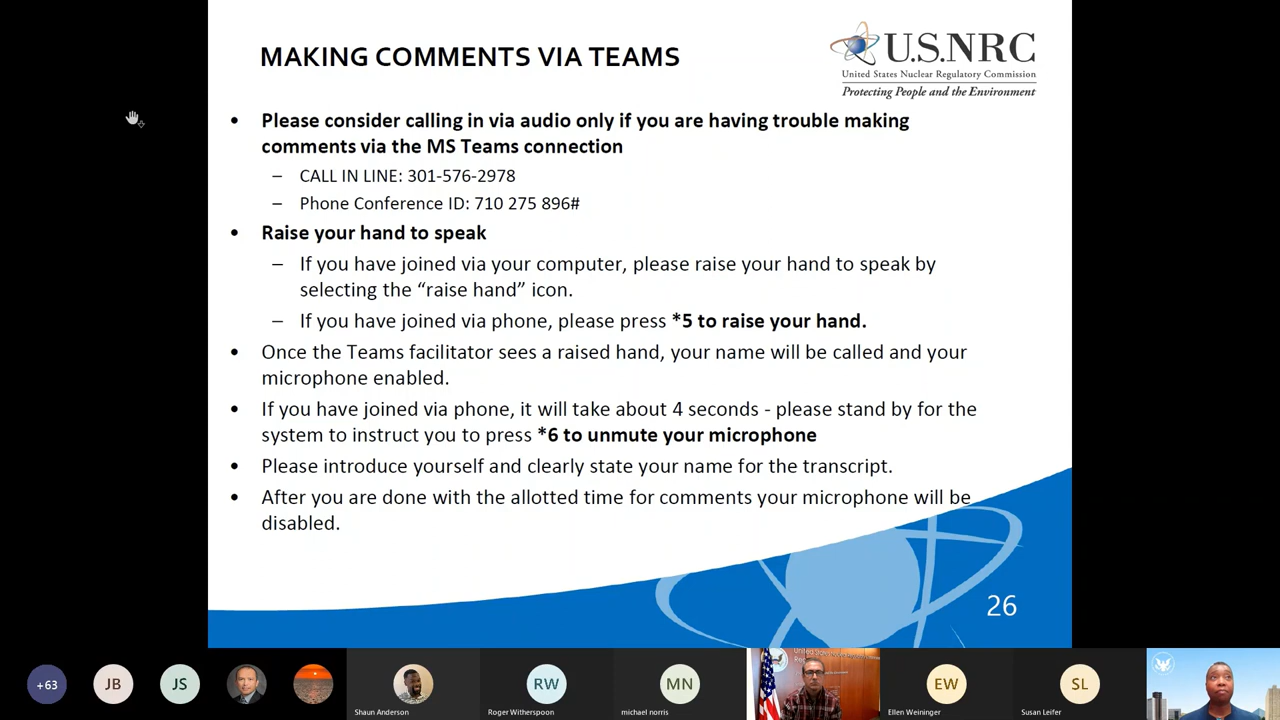 MAKING COMMENTS VIA TEAMS
U.S.NRC
United States Nuclear Regulatory Commission
Protecting People and the Environment
• Please consider calling in via audio only if you are having trouble making
comments via the MS Teams connection
– CALL IN LINE: 301-576-2978
– Phone Conference ID: 710 275 896#
• Raise your hand to speak
– If you have joined via your computer, please raise your hand to speak by
selecting the “raise hand” icon.
– If you have joined via phone, please press *5 to raise your hand.
• Once the Teams facilitator sees a raised hand, your name will be called and your
microphone enabled.
• If you have joined via phone, it will take about 4 seconds - please stand by for the
system to instruct you to press *6 to unmute your microphone
• Please introduce yourself and clearly state your name for the transcript.
• After you are done with the allotted time for comments your microphone will be
disabled.
26
+63
JB
JS
Shaun Anderson
RW
Roger Witherspoon
MN
michael norris
EW
Ellen Weininger
SL
Susan Leifer